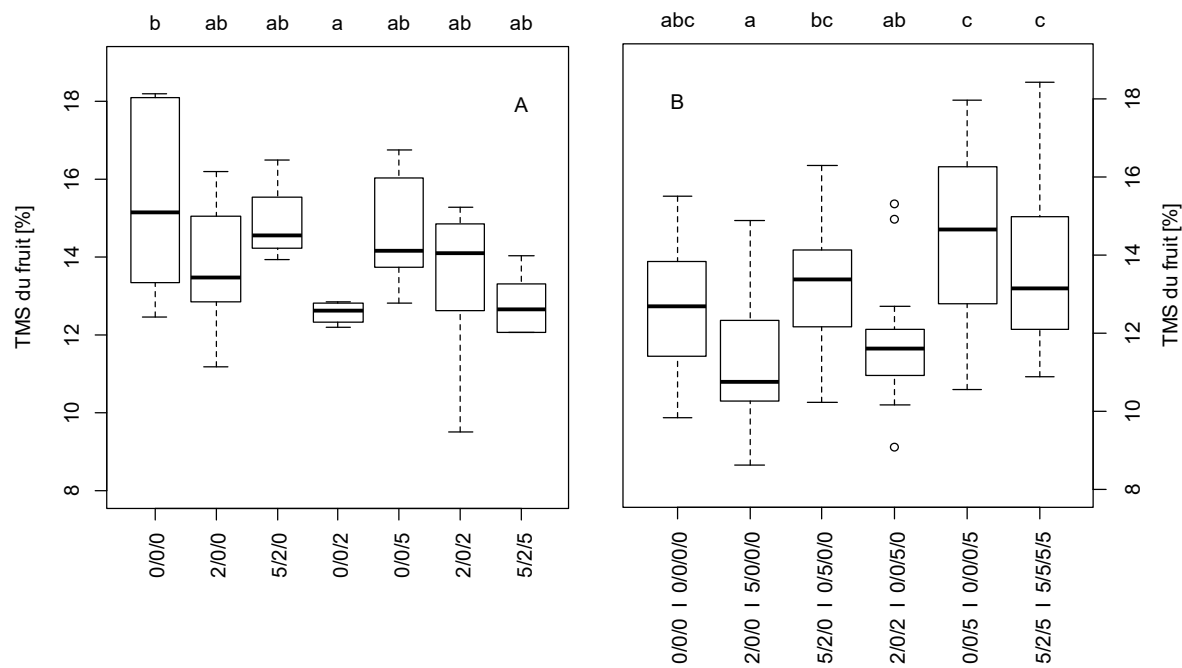 b ab ab a ab ab ab
A
TMS du fruit [%]
18
16
14
12
10
8
0/0/0
2/0/0
5/2/0
0/0/2
0/0/5
2/0/2
5/2/5
abc a bc ab c c
B
TMS du fruit [%]
18
16
14
12
10
8
0/0/0 I 0/0/0/0
2/0/0 I 5/0/0/0
5/2/0 I 0/5/0/0
2/0/2 I 0/0/5/0
0/0/5 I 0/0/0/5
5/2/5 I 5/5/5/5